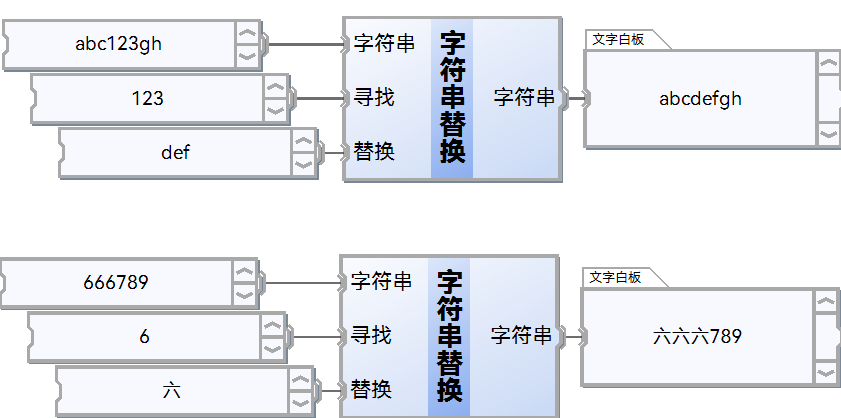 abc123gh
字符串
123
寻找
def
替换
字符串替换
字符串
文字白板
abcdefgh
666789
字符串
6
寻找
六
替换
字符串替换
字符串
文字白板
六六六789